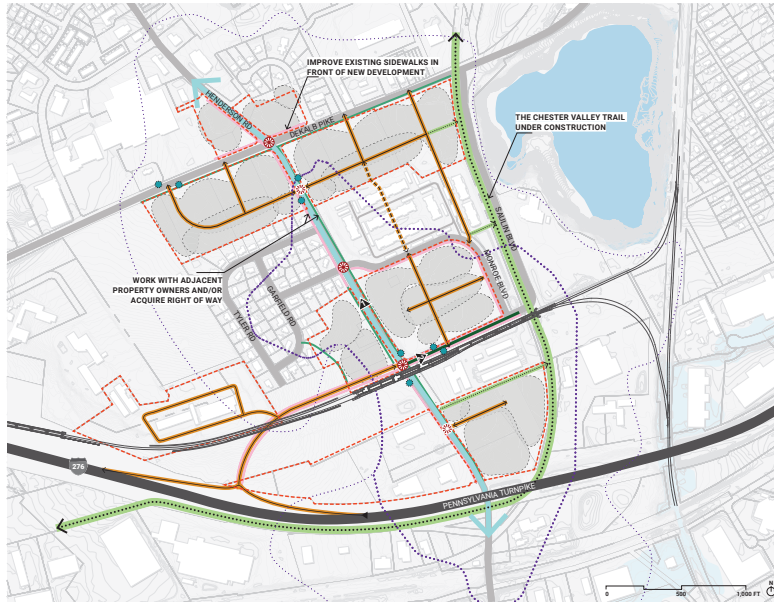 IMPROVE EXISTING SIDEWALKS IN
FRONT OF NEW DEVELOPMENT
HENDERSON RD
DEKALB PIKE
THE CHESTER VALLEY TRAIL
UNDER CONSTRUCTION
SAULIN BLVD
MONROE BLVD
WORK WITH ADJACENT
PROPERTY OWNERS AND/OR
ACQUIRE RIGHT OF WAY
GARFIELD RD
TYLER RD
276
PENNSYLVANIA TURNPIKE
N
0 500 1,000 FT